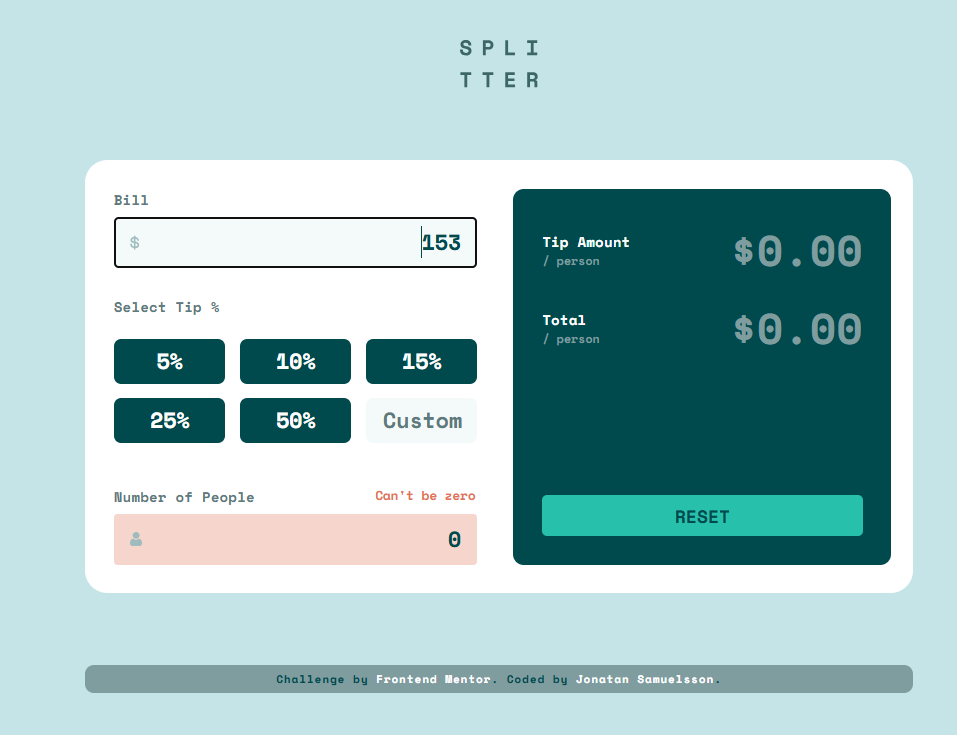 SPLI
TTER
Bill
$ 153
Select Tip %
5% 10% 15%
25% 50% Custom
Number of People Can't be zero
0
Tip Amount $0.00
/ person
Total $0.00
/ person
RESET
Challenge by Frontend Mentor. Coded by Jonatan Samuelsson.